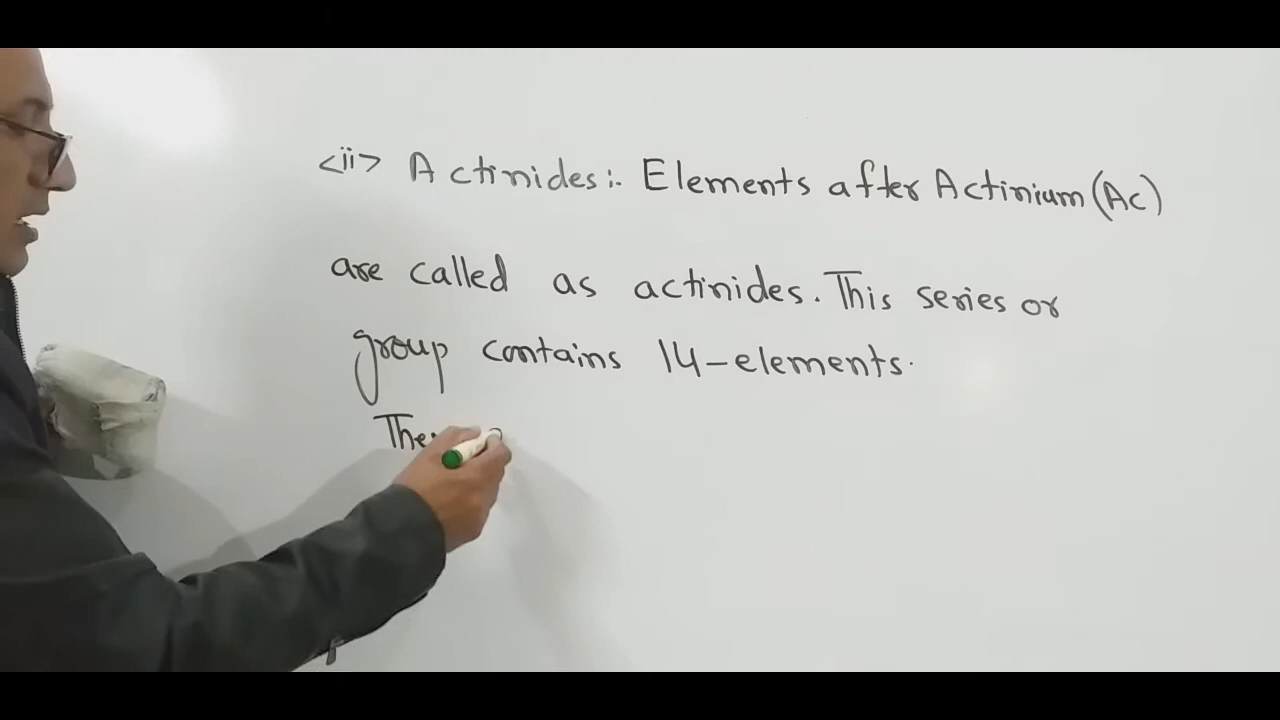 <ii> Actinides:- Elements after Actinium (Ac)
are called as actinides. This series or
group contains 14-elements.